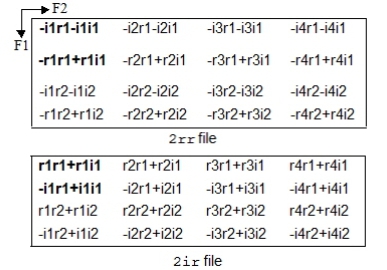 F2
F1
-i1r1-i1i1 -i2r1-i2i1 -i3r1-i3i1 -i4r1-i4i1
-r1r1+r1i1 -r2r1+r2i1 -r3r1+r3i1 -r4r1+r4i1
-i1r2-i1i2 -i2r2-i2i2 -i3r2-i3i2 -i4r2-i4i2
-r1r2+r1i2 -r2r2+r2i2 -r3r2+r3i2 -r4r2+r4i2
2rr file
r1r1+r1i1 r2r1+r2i1 r3r1+r3i1 r4r1+r4i1
-i1r1+i1i1 -i2r1+i2i1 -i3r1+i3i1 -i4r1+i4i1
r1r2+r1i2 r2r2+r2i2 r3r2+r3i2 r4r2+r4i2
-i1r2+i1i2 -i2r2+i2i2 -i3r2+i3i2 -i4r2+i4i2
2ir file